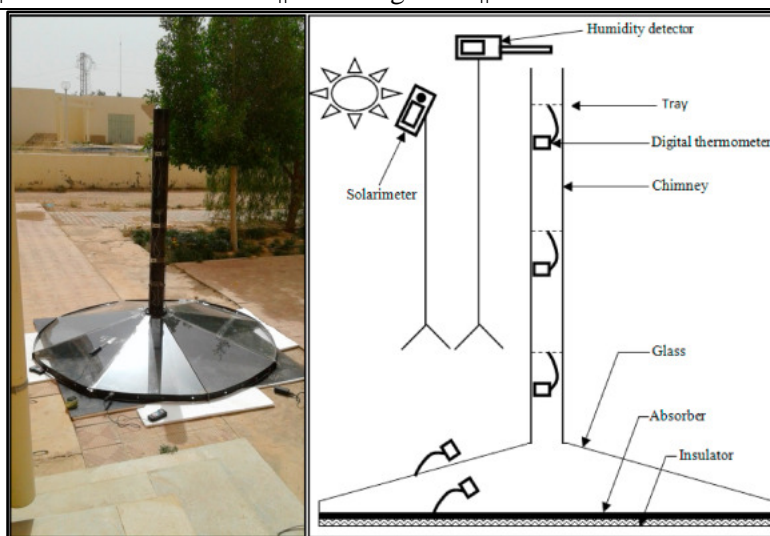 Humidity detector
Tray
Digital thermometer
Solarimeter
Chimney
Glass
Absorber
Insulator